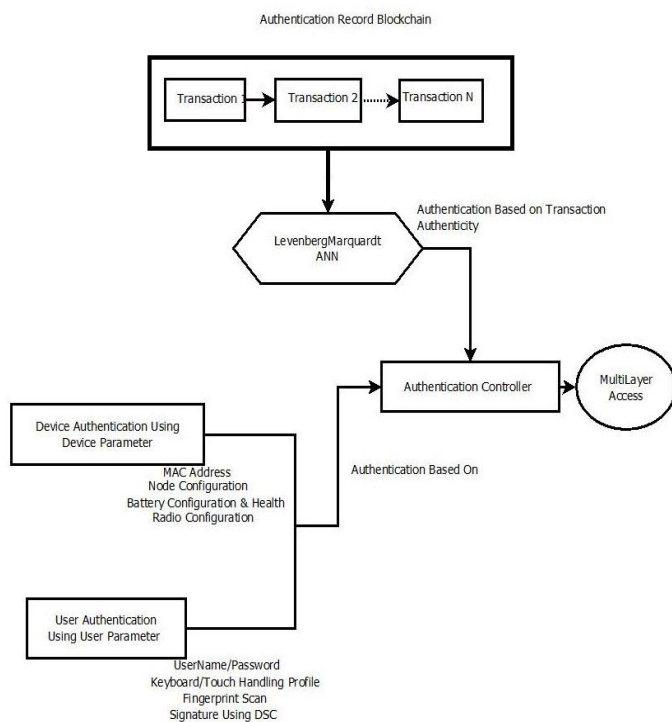 Authentication Record Blockchain
Transaction 1
Transaction 2
Transaction N
LevenbergMarquardt
ANN
Authentication Based on Transaction
Authenticity
Authentication Controller
MultiLayer
Access
Device Authentication Using
Device Parameter
MAC Address
Node Configuration
Battery Configuration & Health
Radio Configuration
Authentication Based On
User Authentication
Using User Parameter
UserName/Password
Keyboard/Touch Handling Profile
Fingerprint Scan
Signature Using DSC